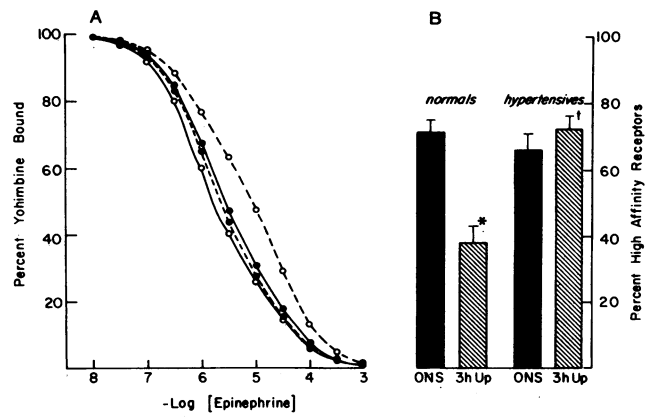 A
100
80
60
40
20
Percent Yohimbine Bound
8 7 6 5 4 3
-Log [Epinephrine]
B
normals hypertensives
*
†
100
80
60
40
20
Percent High Affinity Receptors
ONS 3h Up ONS 3h Up